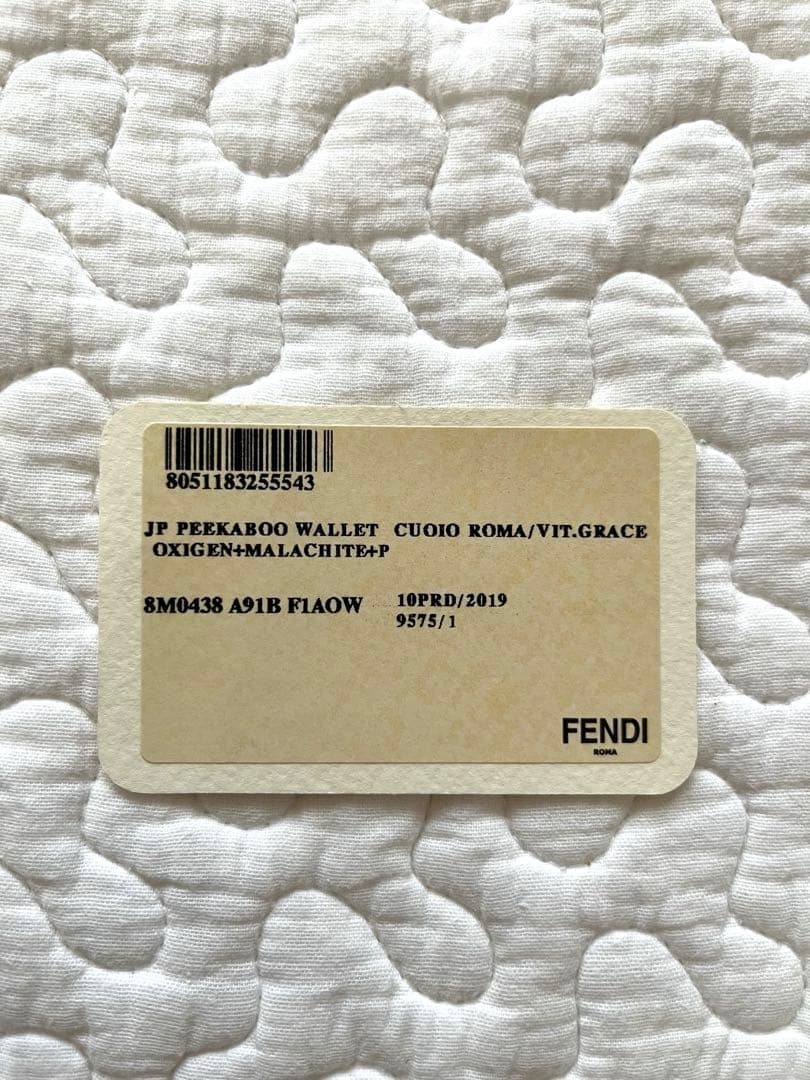 8051183255543
JP PEEKABOO WALLET CUOIO ROMA/VIT.GRACE
OXIGEN+MALACHITE+P
8M0438 A91B F1AOW 10PRD/2019
9575/1
FENDI
ROMA